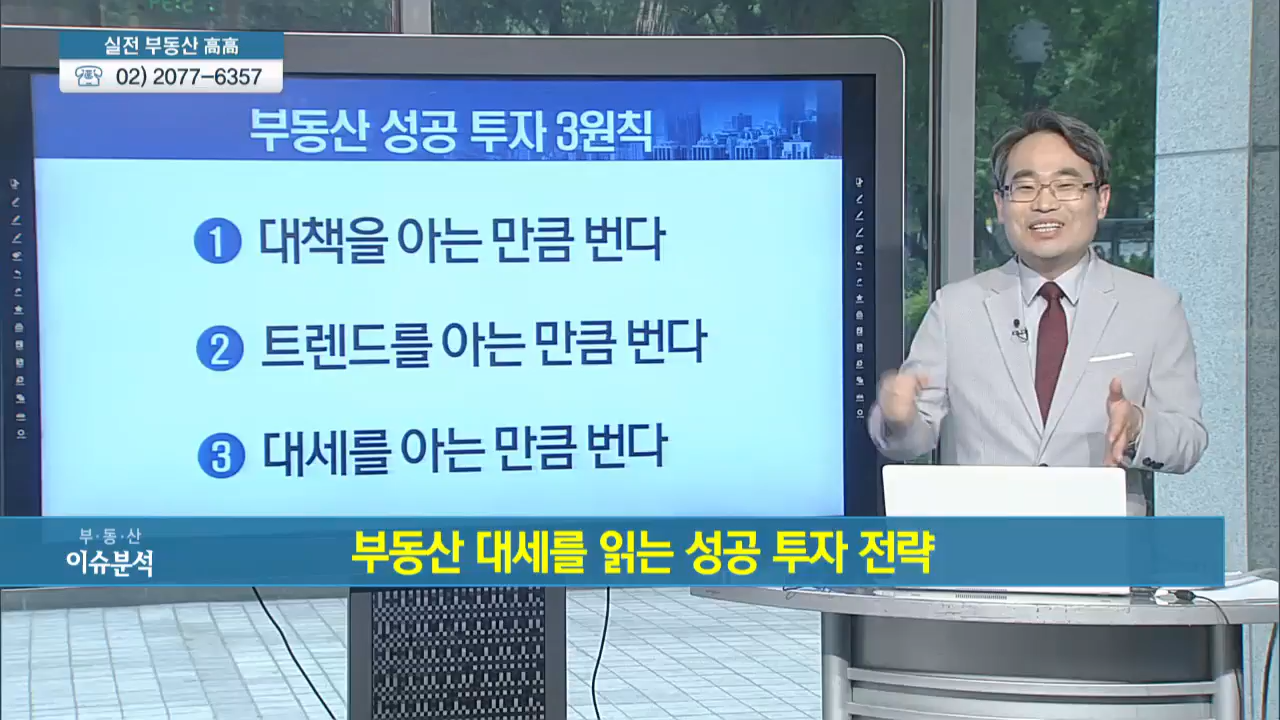 실전 부동산 高高
02) 2077-6357
부동산 성공 투자 3원칙
1 대책을 아는 만큼 번다
2 트렌드를 아는 만큼 번다
3 대세를 아는 만큼 번다
부·동·산
이슈분석
부동산 대세를 읽는 성공 투자 전략